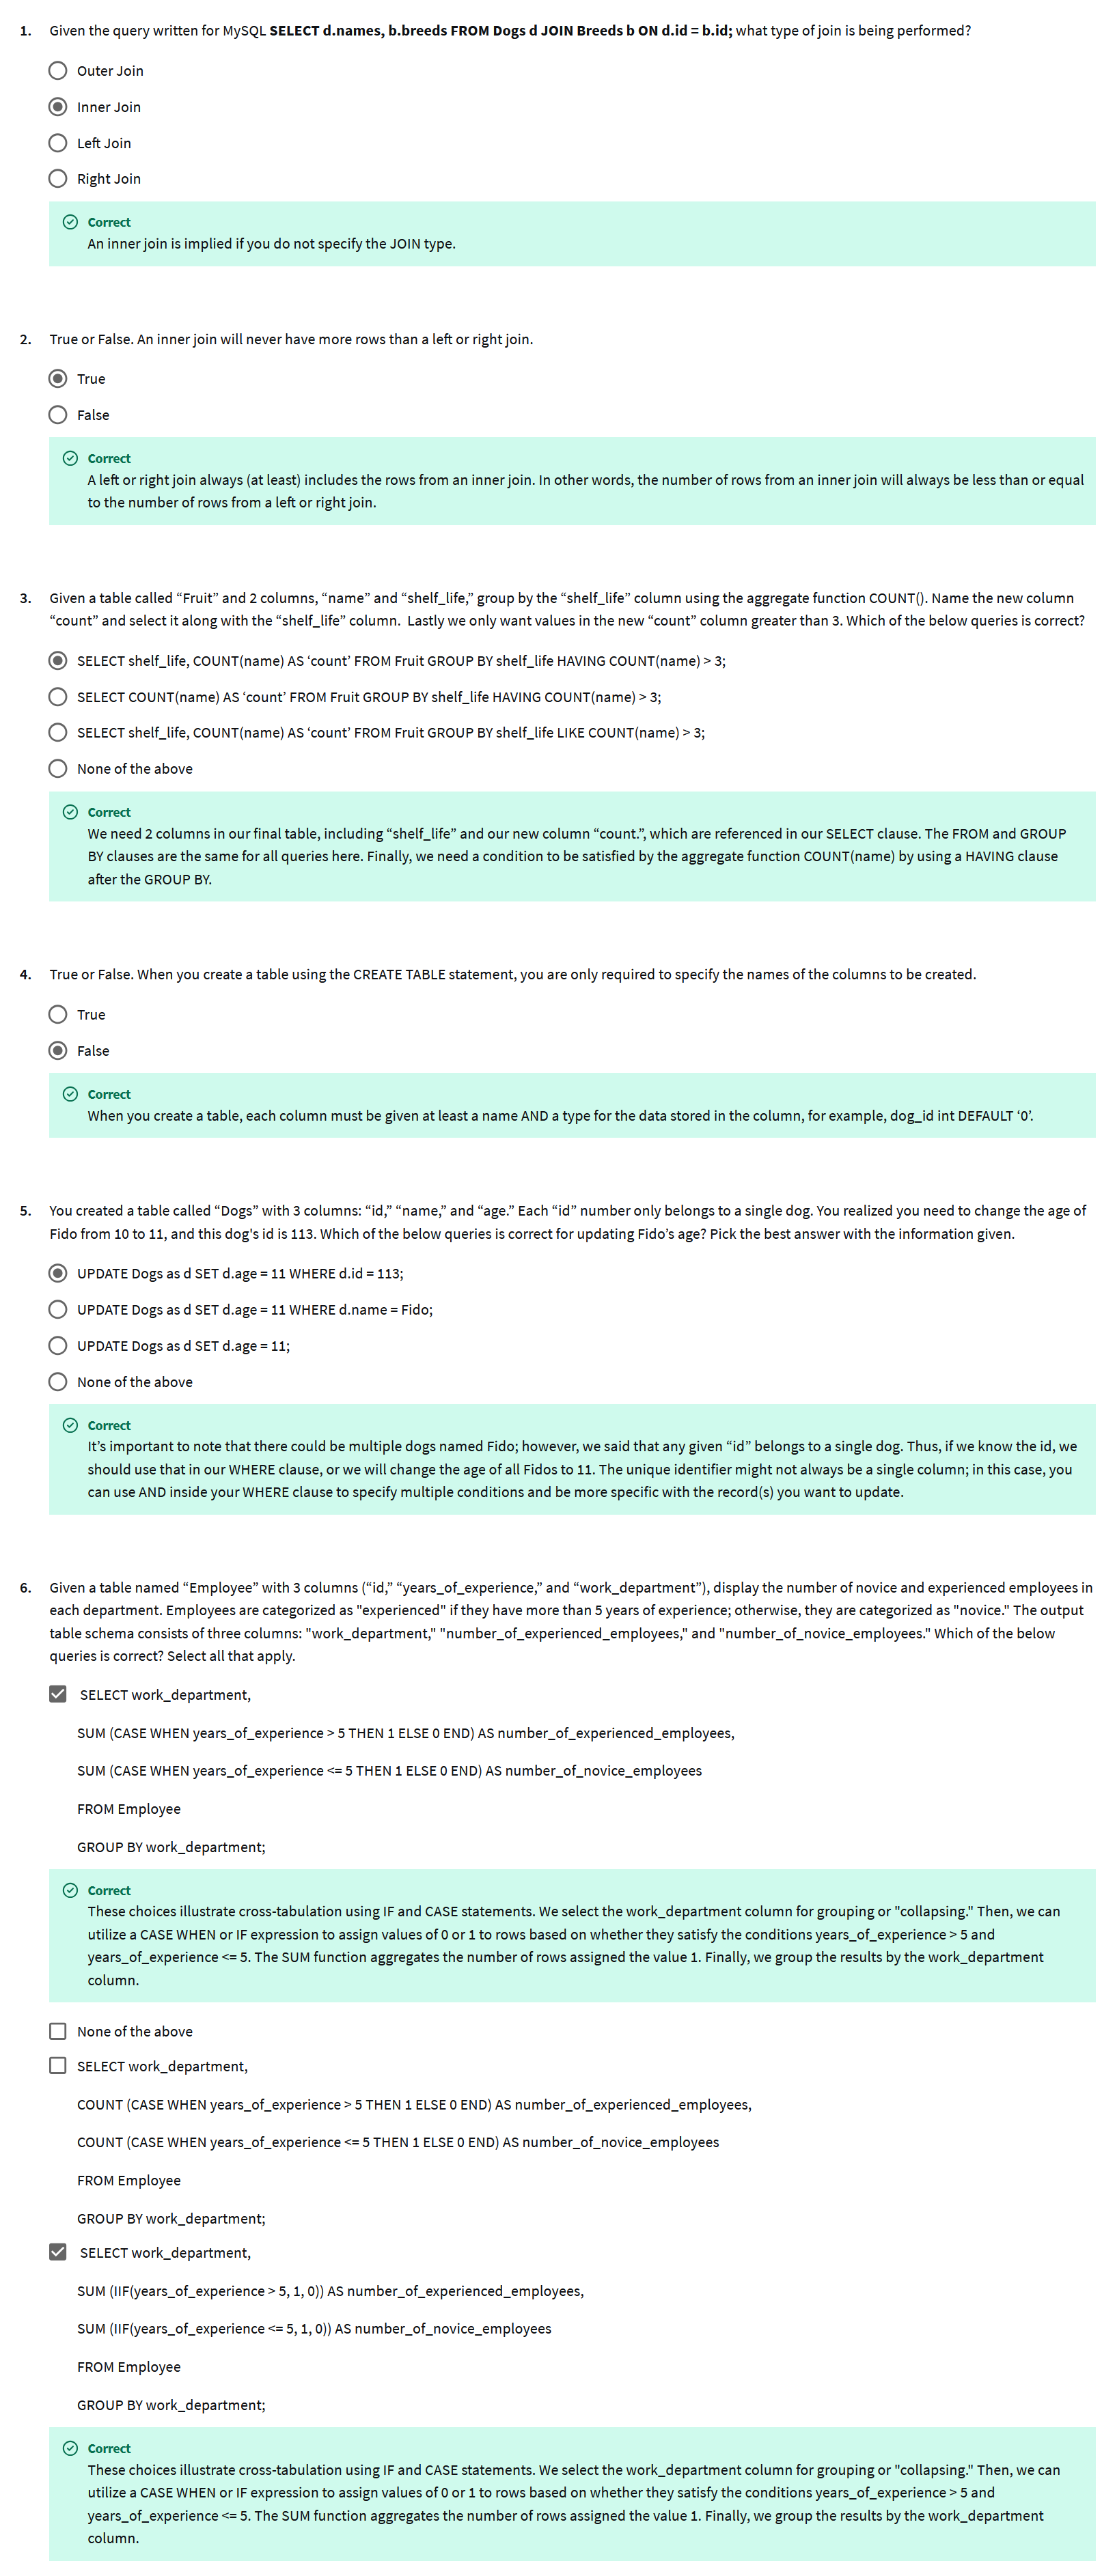 1. Given the query written for MySQL SELECT d.names, b.breeds FROM Dogs d JOIN Breeds b ON d.id = b.id; what type of join is being performed?
Outer Join
Inner Join
Left Join
Right Join
Correct
An inner join is implied if you do not specify the JOIN type.
2. True or False. An inner join will never have more rows than a left or right join.
True
False
Correct
A left or right join always (at least) includes the rows from an inner join. In other words, the number of rows from an inner join will always be less than or equal
to the number of rows from a left or right join.
3. Given a table called “Fruit” and 2 columns, “name” and “shelf_life,” group by the “shelf_life” column using the aggregate function COUNT(). Name the new column
“count” and select it along with the “shelf_life” column.  Lastly we only want values in the new “count” column greater than 3. Which of the below queries is correct?
SELECT shelf_life, COUNT(name) AS ‘count’ FROM Fruit GROUP BY shelf_life HAVING COUNT(name) > 3;
SELECT COUNT(name) AS ‘count’ FROM Fruit GROUP BY shelf_life HAVING COUNT(name) > 3;
SELECT shelf_life, COUNT(name) AS ‘count’ FROM Fruit GROUP BY shelf_life LIKE COUNT(name) > 3;
None of the above
Correct
We need 2 columns in our final table, including “shelf_life” and our new column “count.”, which are referenced in our SELECT clause. The FROM and GROUP
BY clauses are the same for all queries here. Finally, we need a condition to be satisfied by the aggregate function COUNT(name) by using a HAVING clause
after the GROUP BY.
4. True or False. When you create a table using the CREATE TABLE statement, you are only required to specify the names of the columns to be created.
True
False
Correct
When you create a table, each column must be given at least a name AND a type for the data stored in the column, for example, dog_id int DEFAULT ‘0’.
5. You created a table called “Dogs” with 3 columns: “id,” “name,” and “age.” Each “id” number only belongs to a single dog. You realized you need to change the age of
Fido from 10 to 11, and this dog's id is 113. Which of the below queries is correct for updating Fido’s age? Pick the best answer with the information given.
UPDATE Dogs as d SET d.age = 11 WHERE d.id = 113;
UPDATE Dogs as d SET d.age = 11 WHERE d.name = Fido;
UPDATE Dogs as d SET d.age = 11;
None of the above
Correct
It’s important to note that there could be multiple dogs named Fido; however, we said that any given “id” belongs to a single dog. Thus, if we know the id, we
should use that in our WHERE clause, or we will change the age of all Fidos to 11. The unique identifier might not always be a single column; in this case, you
can use AND inside your WHERE clause to specify multiple conditions and be more specific with the record(s) you want to update.
6. Given a table named “Employee” with 3 columns (“id,” “years_of_experience,” and “work_department”), display the number of novice and experienced employees in
each department. Employees are categorized as "experienced" if they have more than 5 years of experience; otherwise, they are categorized as "novice." The output
table schema consists of three columns: "work_department," "number_of_experienced_employees," and "number_of_novice_employees." Which of the below
queries is correct? Select all that apply.
SELECT work_department,
SUM (CASE WHEN years_of_experience > 5 THEN 1 ELSE 0 END) AS number_of_experienced_employees,
SUM (CASE WHEN years_of_experience <= 5 THEN 1 ELSE 0 END) AS number_of_novice_employees
FROM Employee
GROUP BY work_department;
Correct
These choices illustrate cross-tabulation using IF and CASE statements. We select the work_department column for grouping or "collapsing." Then, we can
utilize a CASE WHEN or IF expression to assign values of 0 or 1 to rows based on whether they satisfy the conditions years_of_experience > 5 and
years_of_experience <= 5. The SUM function aggregates the number of rows assigned the value 1. Finally, we group the results by the work_department
column.
None of the above
SELECT work_department,
COUNT (CASE WHEN years_of_experience > 5 THEN 1 ELSE 0 END) AS number_of_experienced_employees,
COUNT (CASE WHEN years_of_experience <= 5 THEN 1 ELSE 0 END) AS number_of_novice_employees
FROM Employee
GROUP BY work_department;
SELECT work_department,
SUM (IIF(years_of_experience > 5, 1, 0)) AS number_of_experienced_employees,
SUM (IIF(years_of_experience <= 5, 1, 0)) AS number_of_novice_employees
FROM Employee
GROUP BY work_department;
Correct
These choices illustrate cross-tabulation using IF and CASE statements. We select the work_department column for grouping or "collapsing." Then, we can
utilize a CASE WHEN or IF expression to assign values of 0 or 1 to rows based on whether they satisfy the conditions years_of_experience > 5 and
years_of_experience <= 5. The SUM function aggregates the number of rows assigned the value 1. Finally, we group the results by the work_department
column.